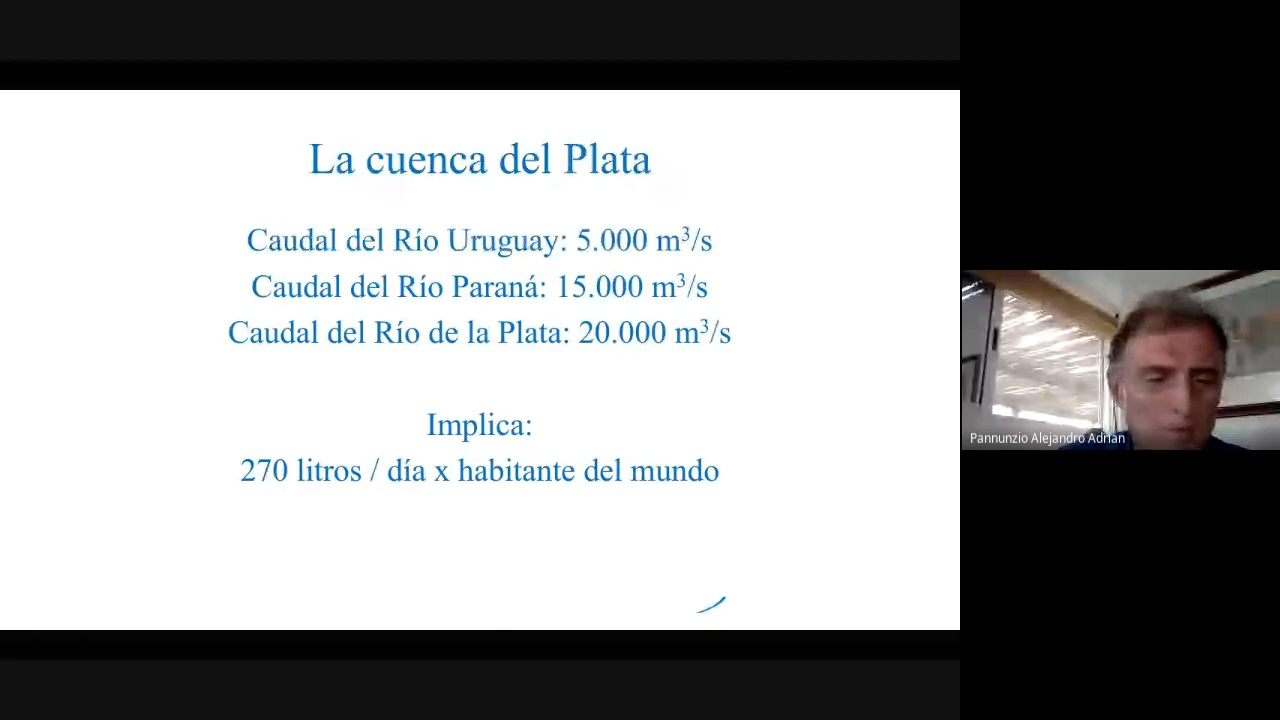 La cuenca del Plata
Caudal del Río Uruguay: 5.000 m³/s
Caudal del Río Paraná: 15.000 m³/s
Caudal del Río de la Plata: 20.000 m³/s
Implica:
270 litros / día x habitante del mundo
Pannunzio Alejandro Adrian